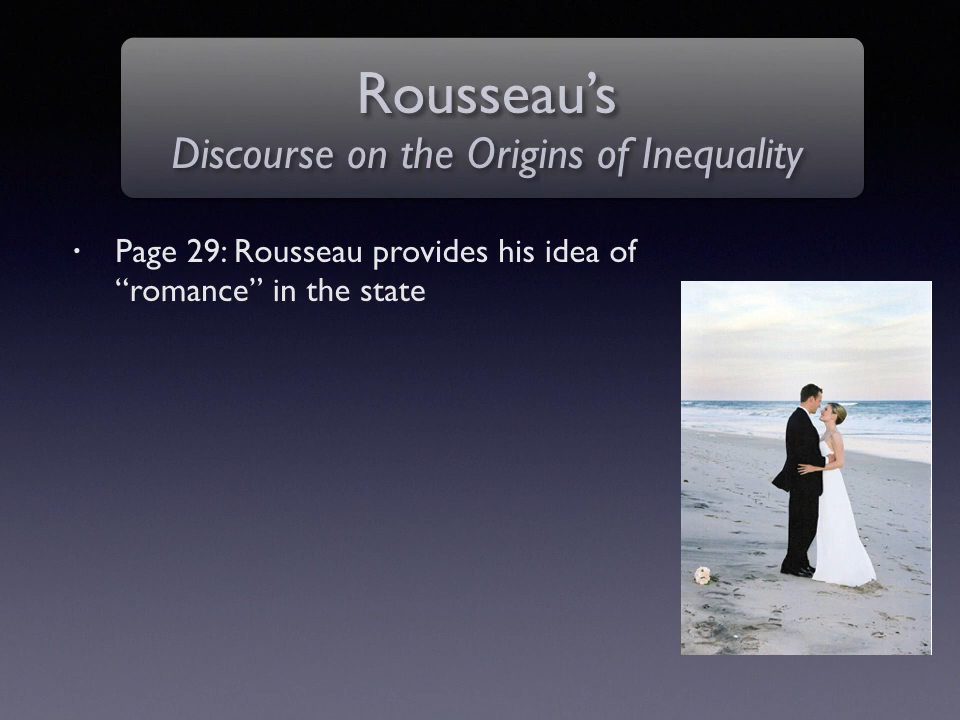 Rousseau’s
Discourse on the Origins of Inequality
• Page 29: Rousseau provides his idea of
“romance” in the state